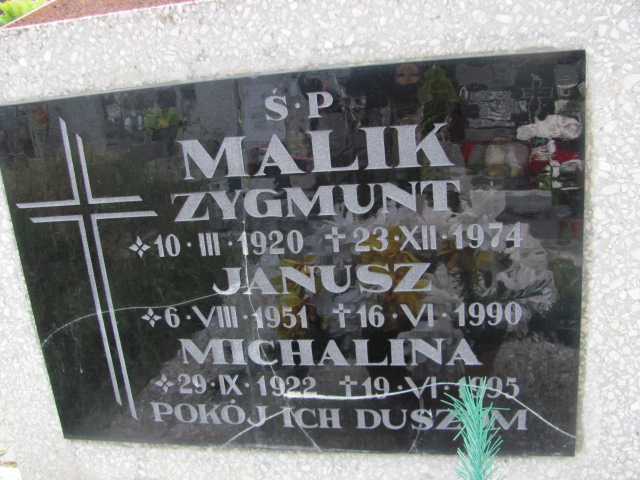 Ś·P
MALIK
ZYGMUNT
10·III·1920 †23·XII·1974
JANUSZ
6·VIII·1951 †16·VI·1990
MICHALINA
29·IX·1922 †19·VI·1995
POKÓJ ICH DUSZOM